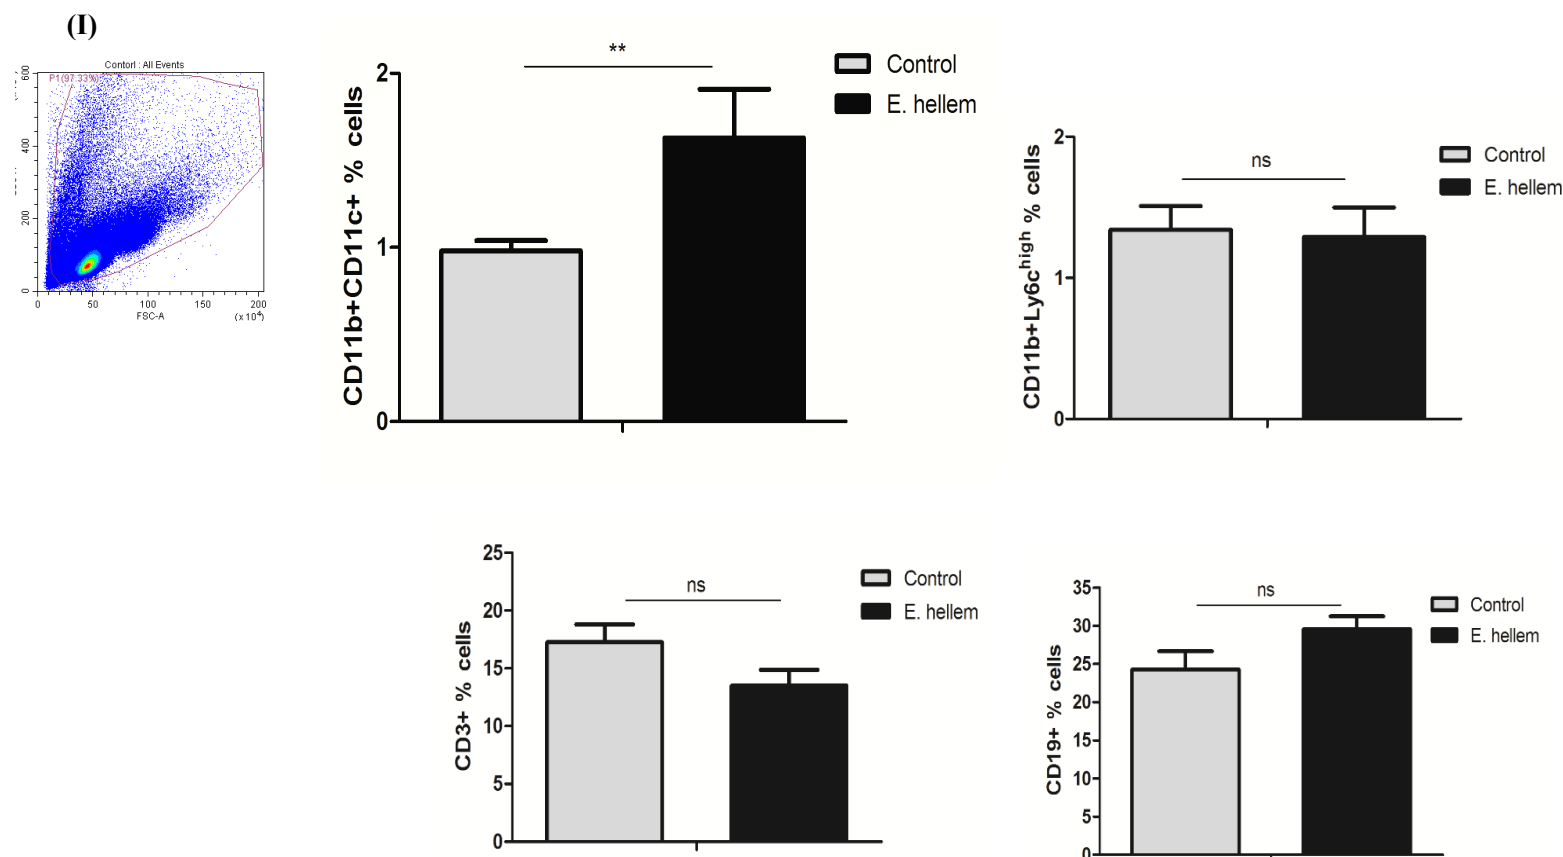 (I)
Contorl : All Events
P1(97.33%)
600
400
200
0
0 50 100 150 200
FSC-A (x 10⁴)
**
2
1
0
CD11b+CD11c+ % cells
Control
E. hellem
ns
2
1
0
CD11b+Ly6c^high % cells
Control
E. hellem
ns
25
20
15
10
5
0
CD3+ % cells
Control
E. hellem
ns
35
30
25
20
15
10
5
0
CD19+ % cells
Control
E. hellem